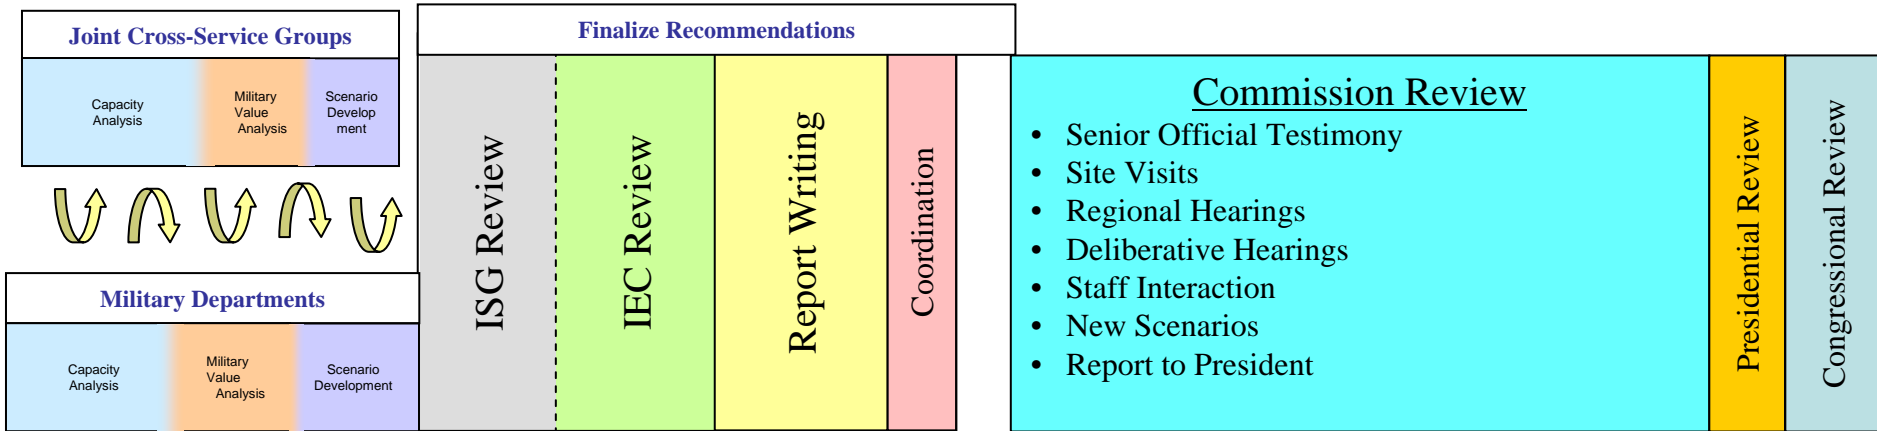 Joint Cross-Service Groups
Capacity
Analysis
Military
Value
Analysis
Scenario
Develop
ment
Military Departments
Capacity
Analysis
Military
Value
Analysis
Scenario
Development
Finalize Recommendations
ISG Review
IEC Review
Report Writing
Coordination
Commission Review
• Senior Official Testimony
• Site Visits
• Regional Hearings
• Deliberative Hearings
• Staff Interaction
• New Scenarios
• Report to President
Presidential Review
Congressional Review